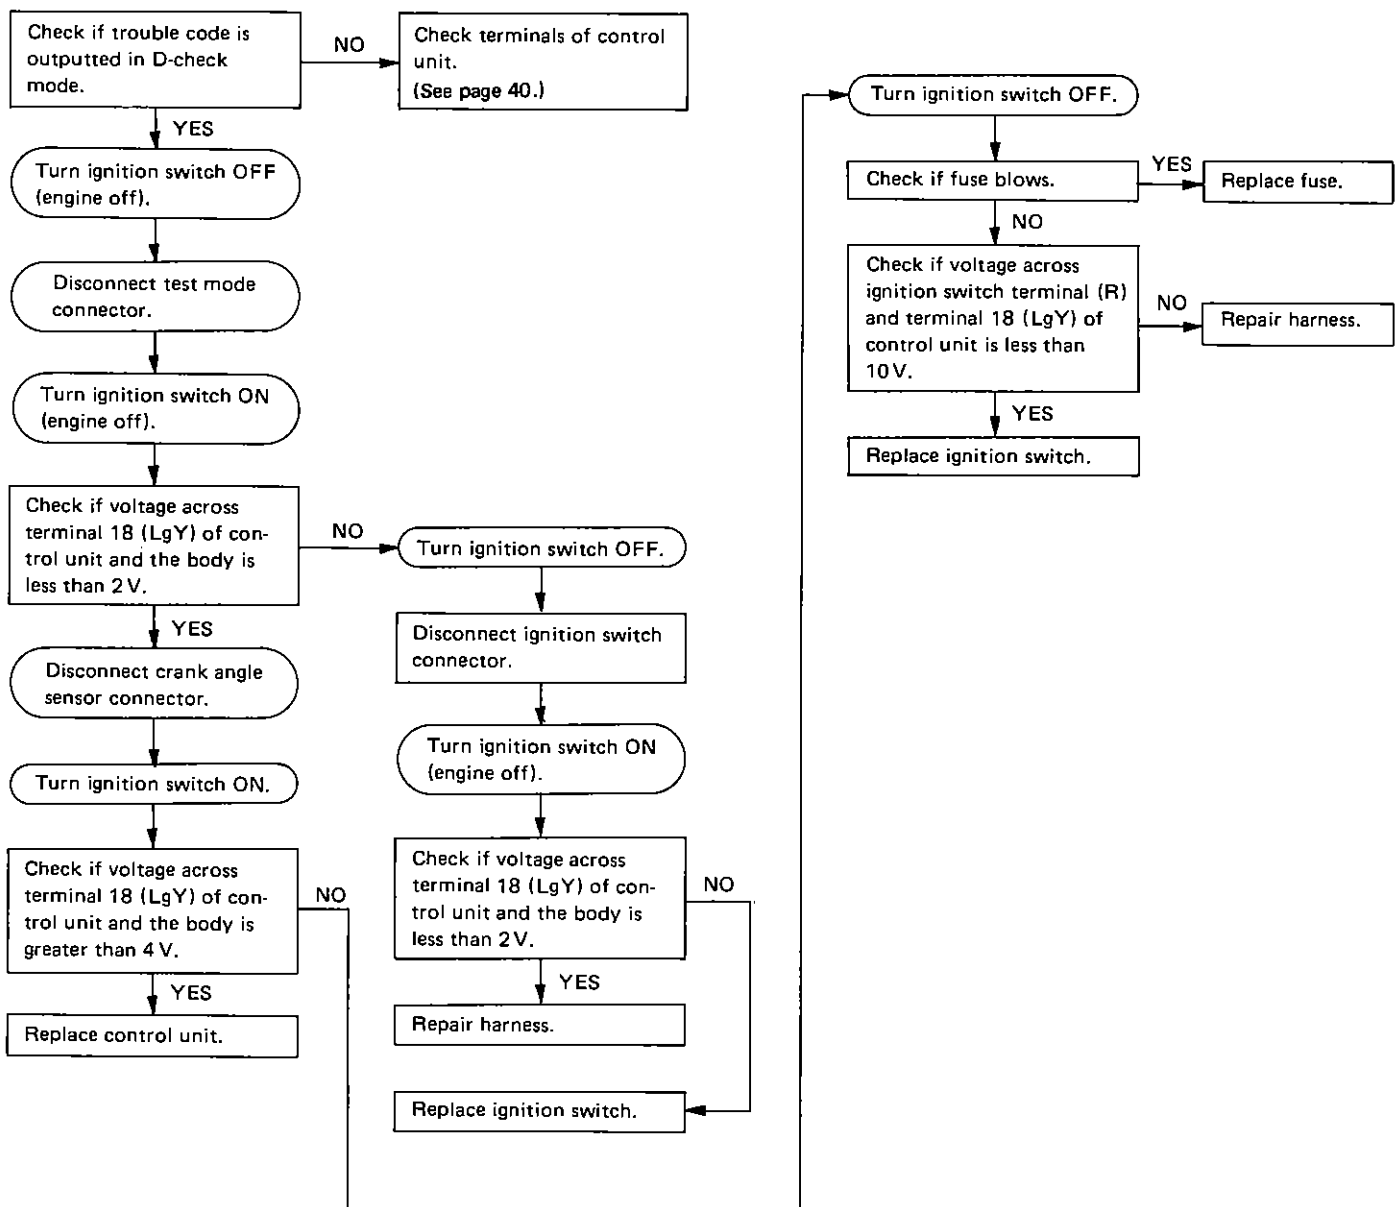 Check if trouble code is
outputted in D-check
mode.
NO
Check terminals of control
unit.
(See page 40.)
YES
Turn ignition switch OFF
(engine off).
Disconnect test mode
connector.
Turn ignition switch ON
(engine off).
Check if voltage across
terminal 18 (LgY) of con-
trol unit and the body is
less than 2 V.
NO
Turn ignition switch OFF.
YES
Disconnect ignition switch
connector.
Disconnect crank angle
sensor connector.
Turn ignition switch ON
(engine off).
Turn ignition switch ON.
Check if voltage across
terminal 18 (LgY) of con-
trol unit and the body is
greater than 4 V.
NO
YES
Replace control unit.
Check if voltage across
terminal 18 (LgY) of con-
trol unit and the body is
less than 2 V.
NO
YES
Repair harness.
Replace ignition switch.
Turn ignition switch OFF.
Check if fuse blows.
YES
Replace fuse.
NO
Check if voltage across
ignition switch terminal (R)
and terminal 18 (LgY) of
control unit is less than
10 V.
NO
Repair harness.
YES
Replace ignition switch.